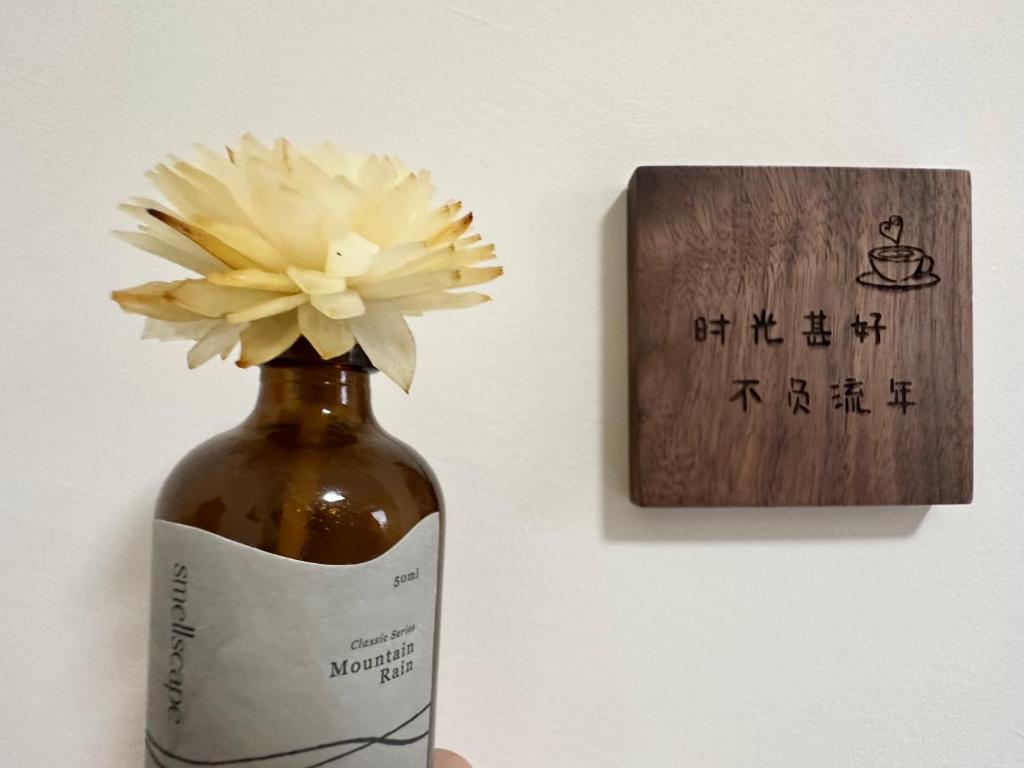 smellscape
50ml
Classic Series
Mountain
Rain
时光甚好
不负流年